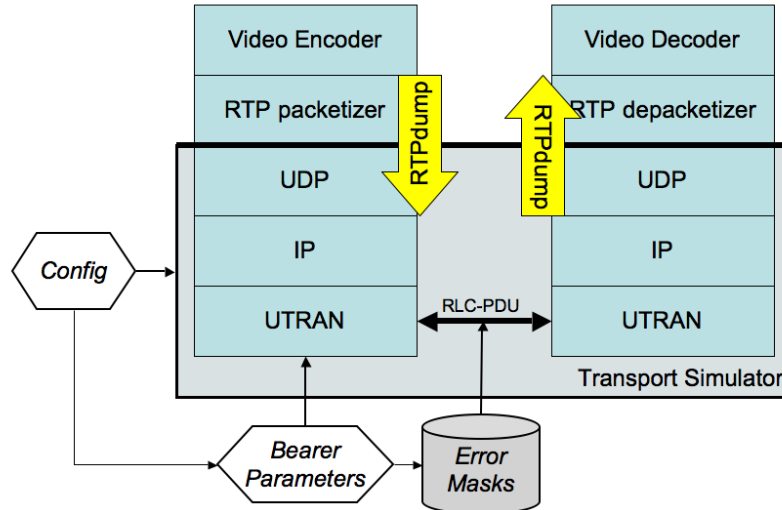 Video Encoder
Video Decoder
RTP packetizer
RTPdump
RTPdump
RTP depacketizer
UDP
UDP
IP
IP
Config
RLC-PDU
UTRAN
UTRAN
Transport Simulator
Bearer
Parameters
Error
Masks